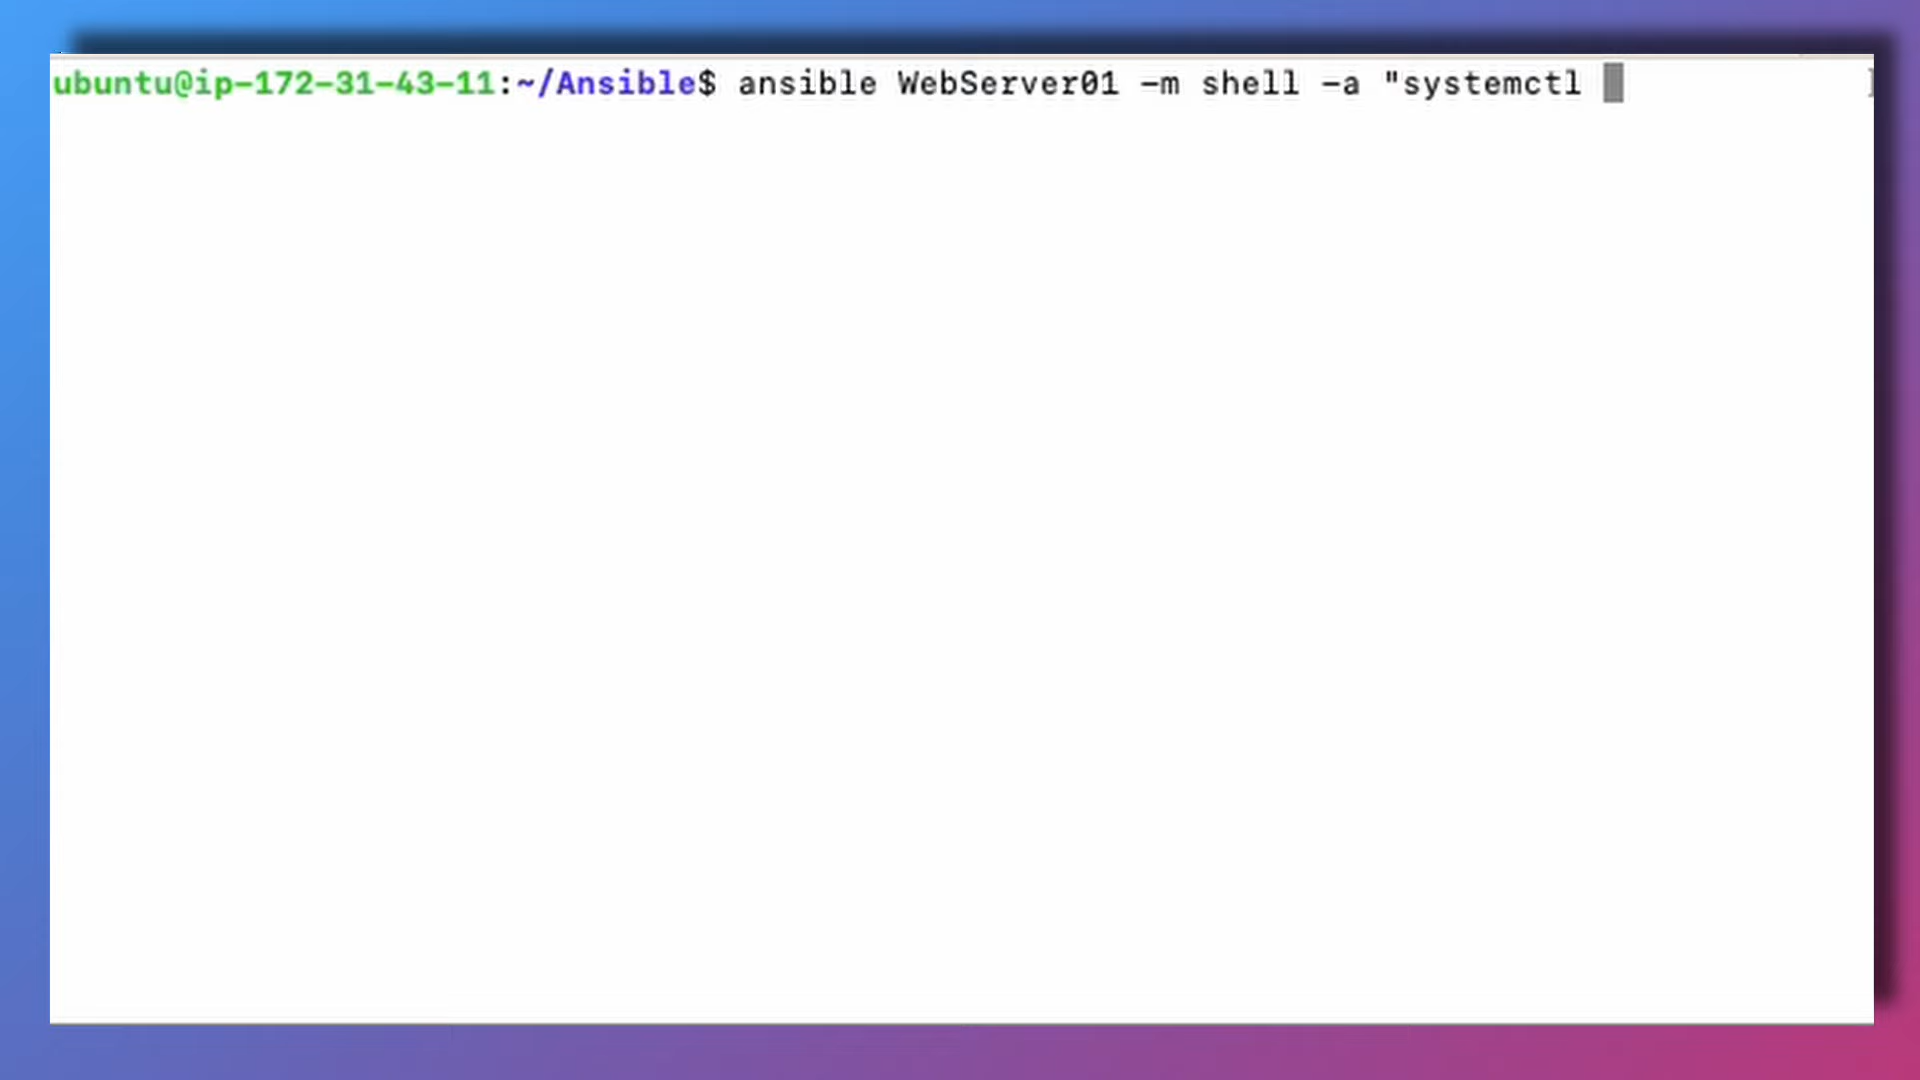 ubuntu@ip-172-31-43-11:~/Ansible$ ansible WebServer01 -m shell -a "systemctl